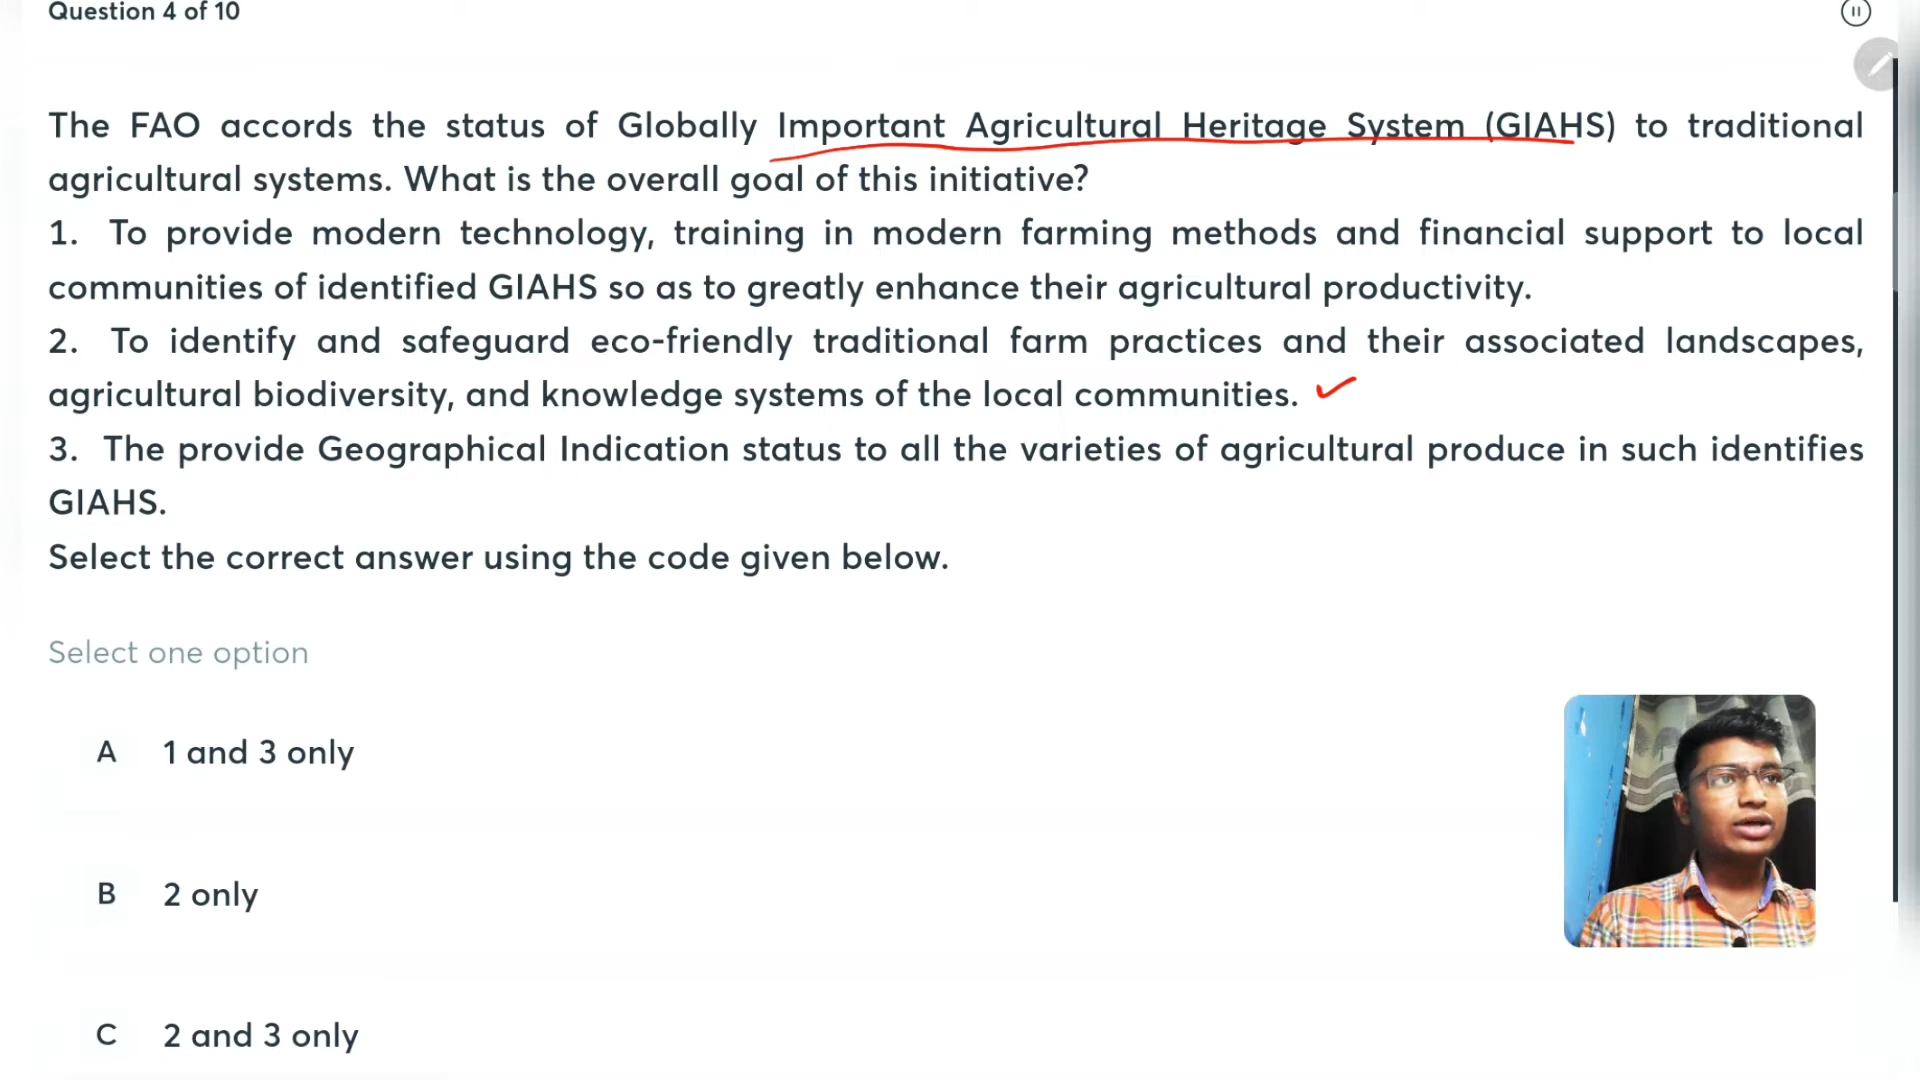 Question 4 of 10
The FAO accords the status of Globally Important Agricultural Heritage System (GIAHS) to traditional
agricultural systems. What is the overall goal of this initiative?
1. To provide modern technology, training in modern farming methods and financial support to local
communities of identified GIAHS so as to greatly enhance their agricultural productivity.
2. To identify and safeguard eco-friendly traditional farm practices and their associated landscapes,
agricultural biodiversity, and knowledge systems of the local communities.
3. The provide Geographical Indication status to all the varieties of agricultural produce in such identifies
GIAHS.
Select the correct answer using the code given below.
Select one option
A 1 and 3 only
B 2 only
C 2 and 3 only